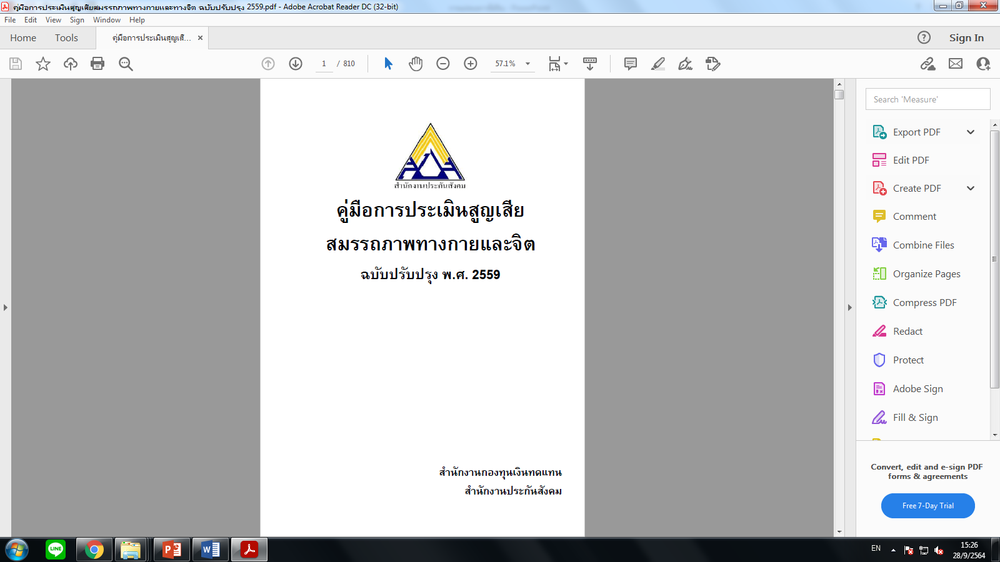 คู่มือการประเมินสูญเสียสมรรถภาพทางกายและทางจิต ฉบับปรับปรุง 2559.pdf - Adobe Acrobat Reader DC (32-bit)
File Edit View Sign Window Help
Home Tools คู่มือการประเมินสูญเสี... × Sign In
1 / 810 57.1%
Search 'Measure'
Export PDF
Edit PDF
Create PDF
Comment
Combine Files
Organize Pages
Compress PDF
Redact
Protect
Adobe Sign
Fill & Sign
Convert, edit and e-sign PDF
forms & agreements
Free 7-Day Trial
สำนักงานประกันสังคม
คู่มือการประเมินสูญเสีย
สมรรถภาพทางกายและจิต
ฉบับปรับปรุง พ.ศ. 2559
สำนักงานกองทุนเงินทดแทน
สำนักงานประกันสังคม
LINE
EN
15:26
28/9/2564